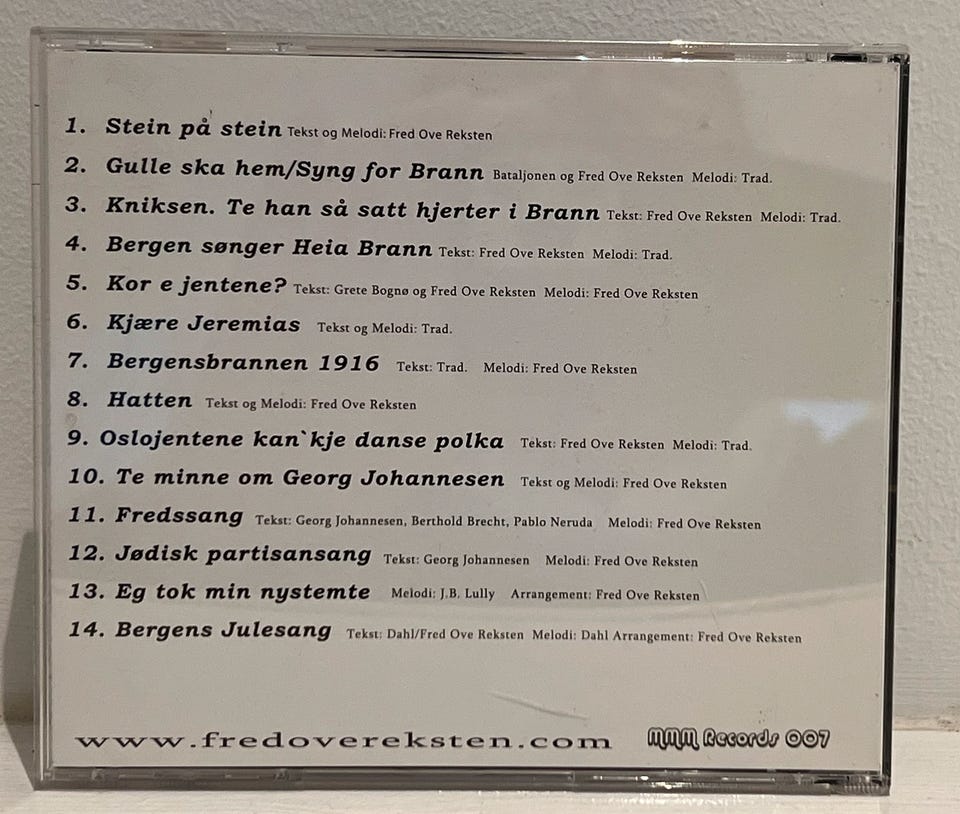 1. Stein på stein Tekst og Melodi: Fred Ove Reksten
2. Gulle ska hem/Syng for Brann Bataljonen og Fred Ove Reksten Melodi: Trad.
3. Kniksen. Te han så satt hjerter i Brann Tekst: Fred Ove Reksten Melodi: Trad.
4. Bergen sønger Heia Brann Tekst: Fred Ove Reksten Melodi: Trad.
5. Kor e jentene? Tekst: Grete Bognø og Fred Ove Reksten Melodi: Fred Ove Reksten
6. Kjære Jeremias Tekst og Melodi: Trad.
7. Bergensbrannen 1916 Tekst: Trad. Melodi: Fred Ove Reksten
8. Hatten Tekst og Melodi: Fred Ove Reksten
9. Oslojentene kan`kje danse polka Tekst: Fred Ove Reksten Melodi: Trad.
10. Te minne om Georg Johannesen Tekst og Melodi: Fred Ove Reksten
11. Fredssang Tekst: Georg Johannesen, Berthold Brecht, Pablo Neruda Melodi: Fred Ove Reksten
12. Jødisk partisansang Tekst: Georg Johannesen Melodi: Fred Ove Reksten
13. Eg tok min nystemte Melodi: J.B. Lully Arrangement: Fred Ove Reksten
14. Bergens Julesang Tekst: Dahl/Fred Ove Reksten Melodi: Dahl Arrangement: Fred Ove Reksten
www.fredovereksten.com MMM Records 007